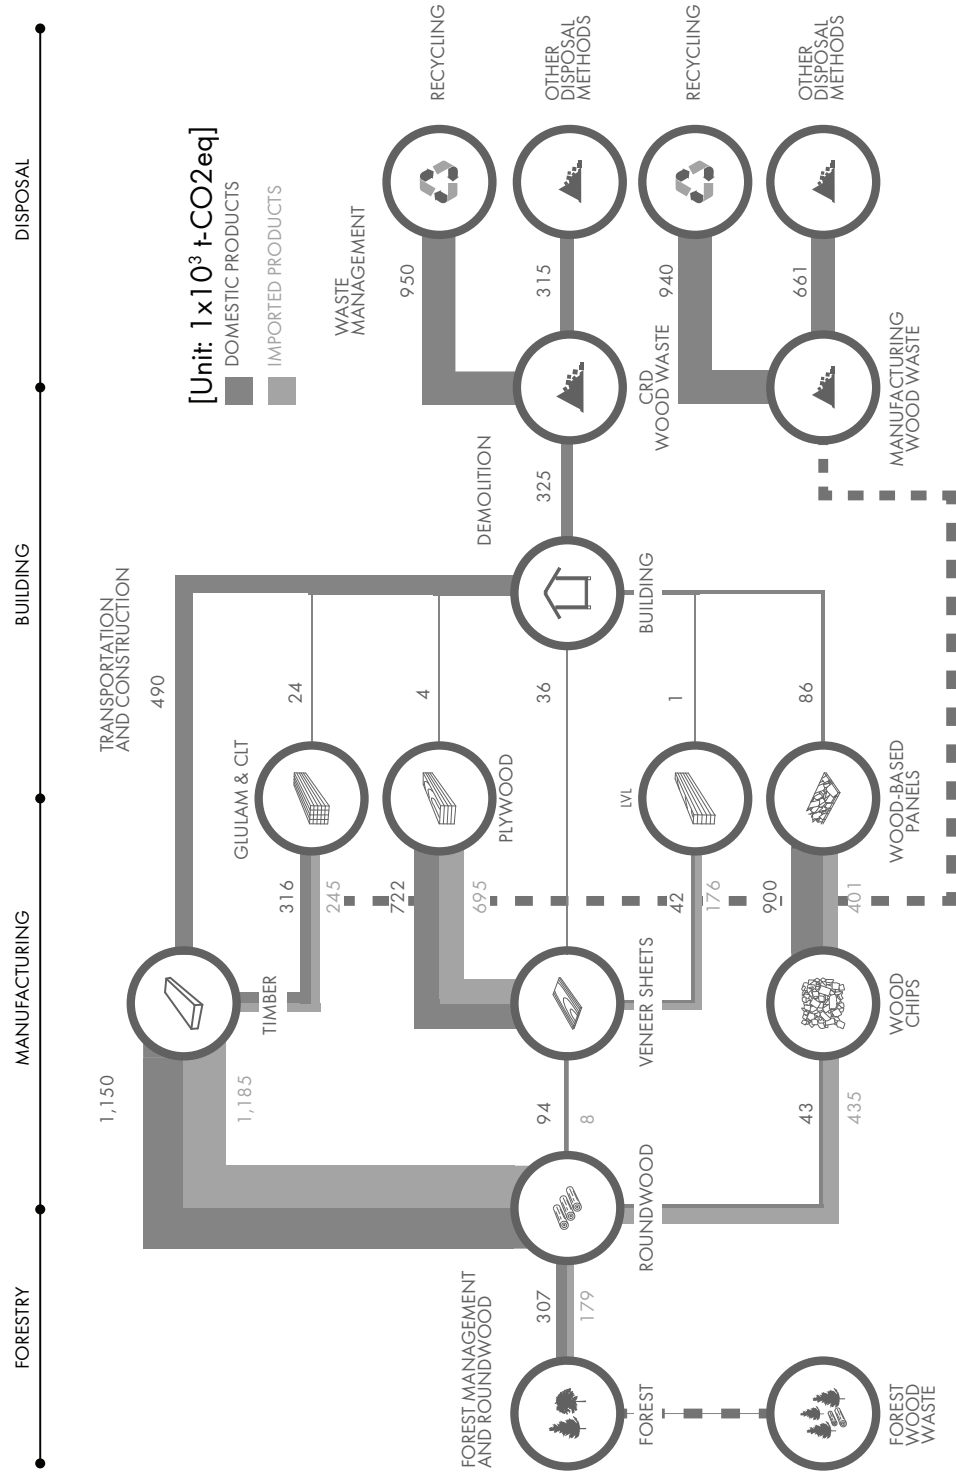 FORESTRY
MANUFACTURING
BUILDING
DISPOSAL
[Unit: 1x10³ t-CO2eq]
DOMESTIC PRODUCTS
IMPORTED PRODUCTS
TRANSPORTATION
AND CONSTRUCTION
1,150
1,185
490
TIMBER
GLULAM & CLT
316
245
24
WASTE
MANAGEMENT
950
RECYCLING
722
695
PLYWOOD
4
DEMOLITION
FOREST MANAGEMENT
AND ROUNDWOOD
307
179
94
8
36
325
315
OTHER
DISPOSAL
METHODS
FOREST
ROUNDWOOD
VENEER SHEETS
LVL
BUILDING
CRD
WOOD WASTE
42
176
1
940
RECYCLING
43
435
900
401
86
661
OTHER
DISPOSAL
METHODS
FOREST
WOOD
WASTE
WOOD
CHIPS
WOOD-BASED
PANELS
MANUFACTURING
WOOD WASTE